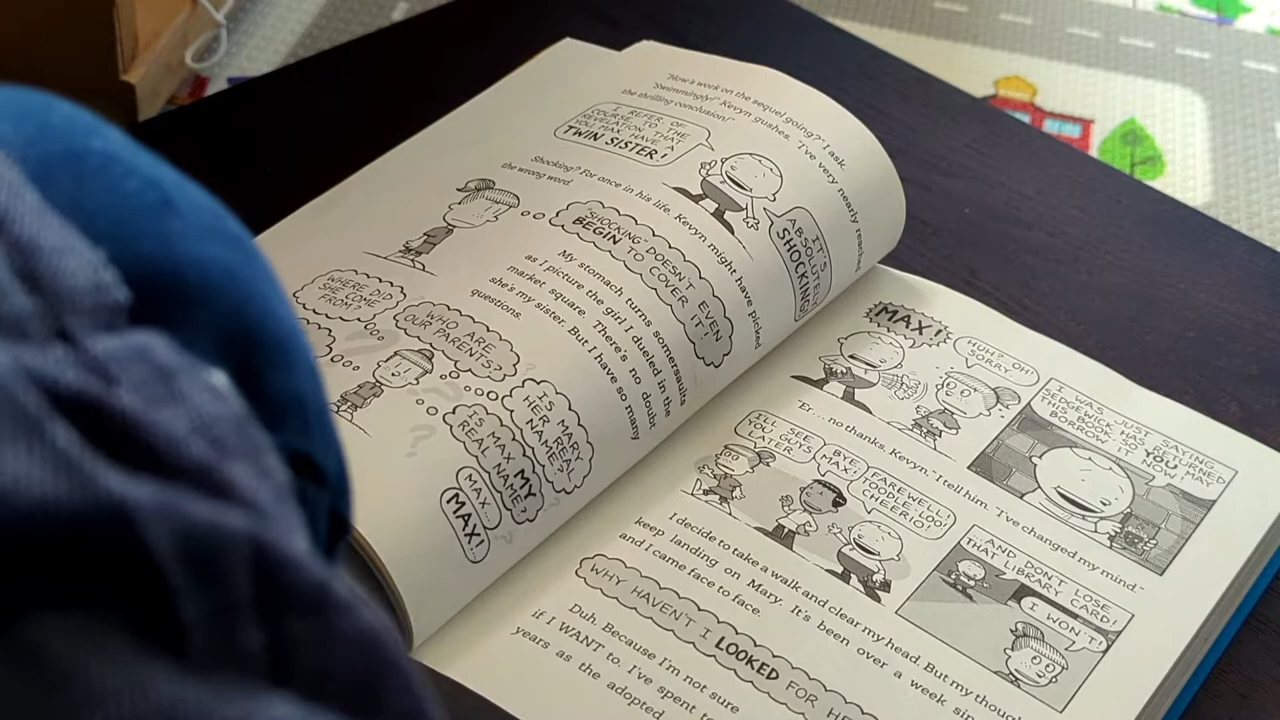 "How's work on the sequel going?" I ask.
"Swimmingly!" Kevyn gushes. "I've very nearly reaching
the thrilling conclusion!"
I REFER, OF
COURSE, TO THE
REVELATION THAT
YOU, MAX, HAVE A
TWIN SISTER!
IT'S
ABSOLUTELY
SHOCKING!
Shocking? For once in his life, Kevyn might have picked
the wrong word.
"SHOCKING" DOESN'T EVEN
BEGIN TO COVER IT!
My stomach turns somersaults
as I picture the girl I dueled in the
market square. There's no doubt
she's my sister. But I have so many
questions.
WHERE DID
SHE COME
FROM?
WHO ARE
OUR PARENTS?
IS MARY
HER REAL
NAME?
IS MAX MY
REAL NAME?
MAX...
MAX!
MAX!
HUH?...OH!
SORRY.
I WAS JUST SAYING...
SEDGEWICK HAS RETURNED
THIS BOOK, SO YOU MAY
BORROW IT NOW!
"Er... no thanks, Kevyn," I tell him. "I've changed my mind."
I'LL SEE
YOU GUYS
LATER.
BYE,
MAX!
FAREWELL!
TOODLE-LOO!
CHEERIO!
...AND DON'T LOSE
THAT LIBRARY CARD!
I WON'T!
I decide to take a walk and clear my head. But my though
keep landing on Mary. It's been over a week sin
and I came face to face.
WHY HAVEN'T I LOOKED FOR HE
Duh. Because I'm not sure
if I WANT to. I've spent
years as the adopted